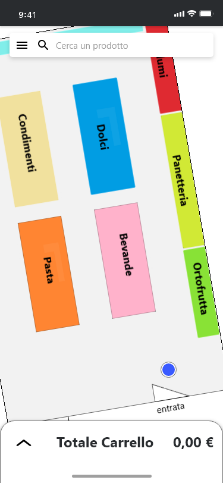 9:41
Cerca un prodotto
umi
Condimenti
Dolci
Panetteria
Pasta
Bevande
Ortofrutta
entrata
Totale Carrello 0,00 €